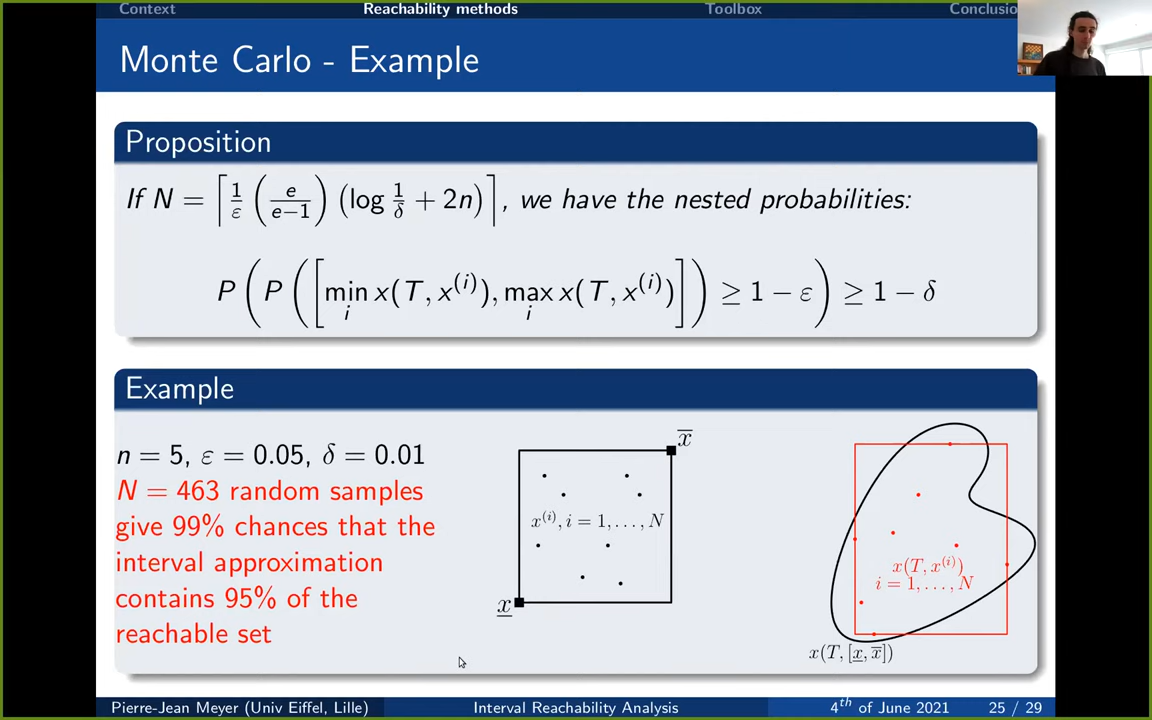 Context Reachability methods Toolbox Conclusio
Monte Carlo - Example
Proposition
If N = ⌈ 1/ε ( e/(e−1) ) ( log 1/δ + 2n ) ⌉, we have the nested probabilities:
P ( P ( [ min_i x(T, x^(i)), max_i x(T, x^(i)) ] ) ≥ 1 − ε ) ≥ 1 − δ
Example
n = 5, ε = 0.05, δ = 0.01
N = 463 random samples
give 99% chances that the
interval approximation
contains 95% of the
reachable set
x̅
x^(i), i = 1, . . . , N
x̲
x(T, x^(i))
i = 1, . . . , N
x(T, [x̲, x̅])
Pierre-Jean Meyer (Univ Eiffel, Lille) Interval Reachability Analysis 4th of June 2021 25 / 29